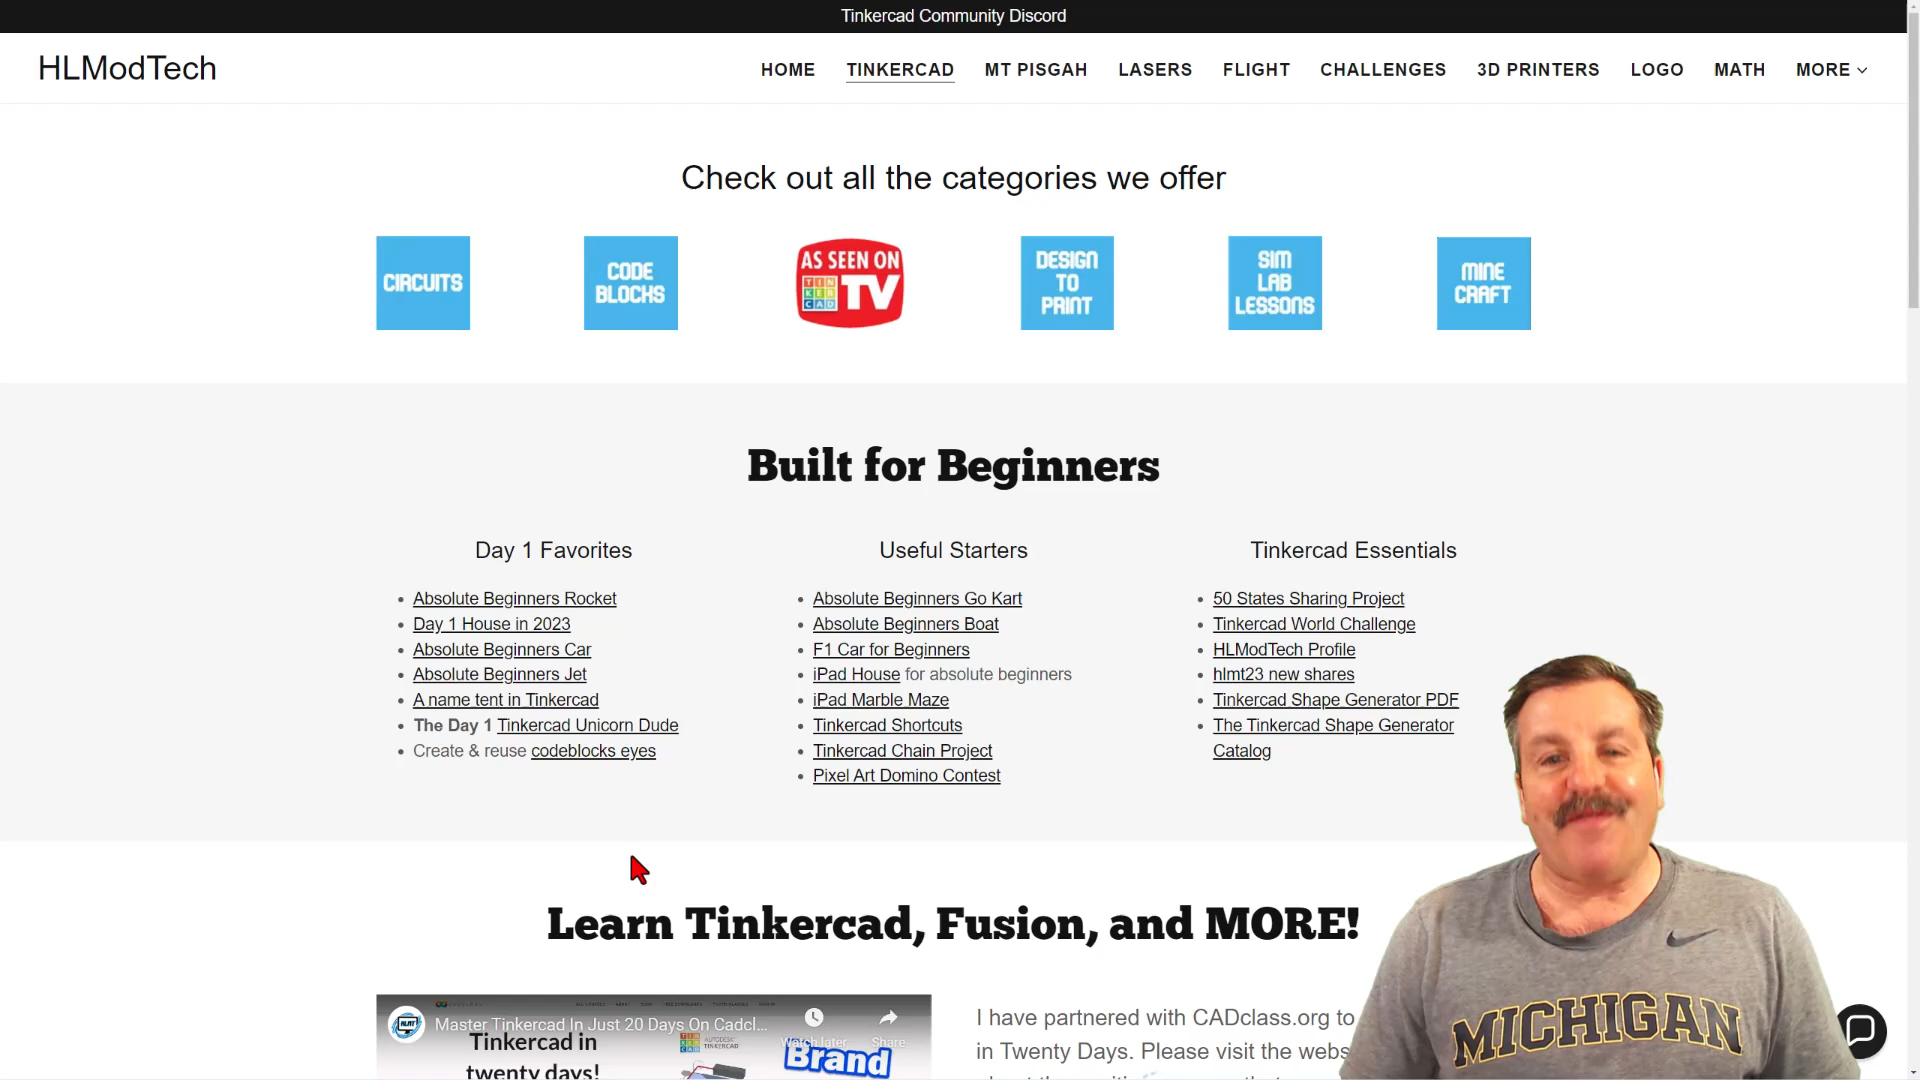 Tinkercad Community Discord
HLModTech
HOME TINKERCAD MT PISGAH LASERS FLIGHT CHALLENGES 3D PRINTERS LOGO MATH MORE
Check out all the categories we offer
CIRCUITS
CODE
BLOCKS
AS SEEN ON
TIN
KER
CAD
TV
DESIGN
TO
PRINT
SIM
LAB
LESSONS
MINE
CRAFT
Built for Beginners
Day 1 Favorites
Absolute Beginners Rocket
Day 1 House in 2023
Absolute Beginners Car
Absolute Beginners Jet
A name tent in Tinkercad
The Day 1 Tinkercad Unicorn Dude
Create & reuse codeblocks eyes
Useful Starters
Absolute Beginners Go Kart
Absolute Beginners Boat
F1 Car for Beginners
iPad House for absolute beginners
iPad Marble Maze
Tinkercad Shortcuts
Tinkercad Chain Project
Pixel Art Domino Contest
Tinkercad Essentials
50 States Sharing Project
Tinkercad World Challenge
HLModTech Profile
hlmt23 new shares
Tinkercad Shape Generator PDF
The Tinkercad Shape Generator
Catalog
Learn Tinkercad, Fusion, and MORE!
HLMT
Master Tinkercad In Just 20 Days On Cadcl...
Watch later
Share
Tinkercad in
twenty days!
AUTODESK
TINKERCAD
Brand
I have partnered with CADclass.org to
in Twenty Days. Please visit the webs
MICHIGAN